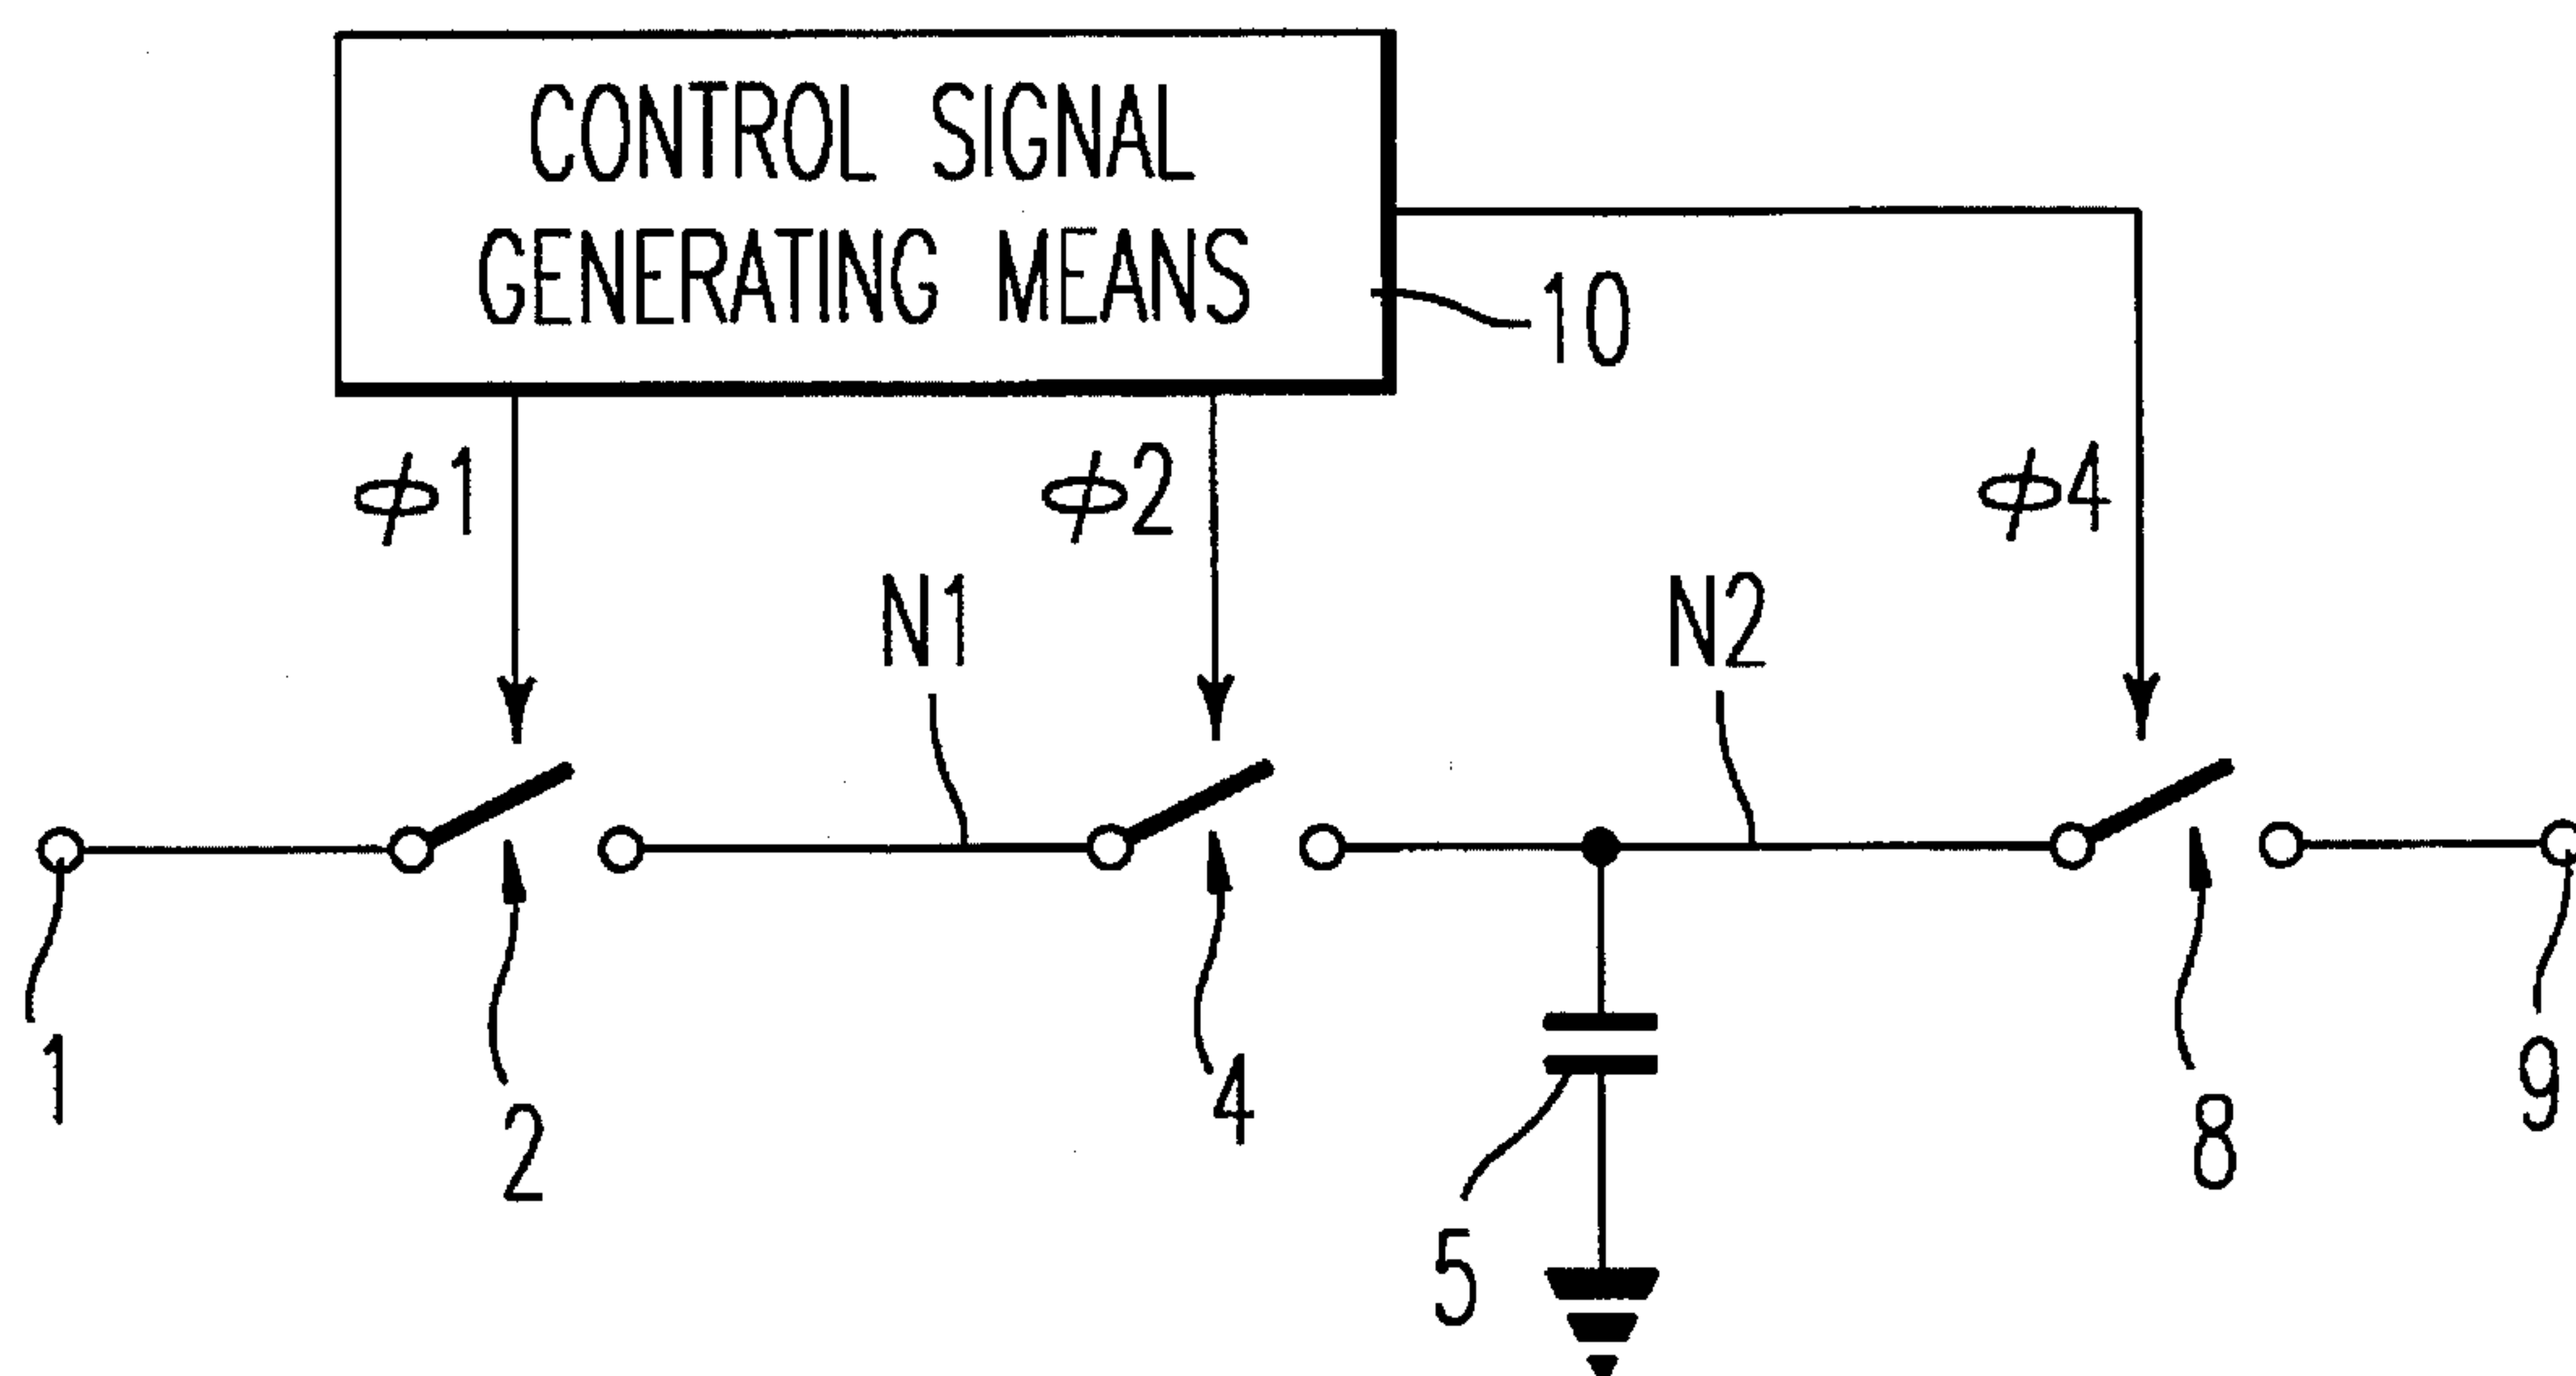 CONTROL SIGNAL
GENERATING MEANS
10
ϕ1
ϕ2
ϕ4
N1
N2
1
2
4
5
8
9